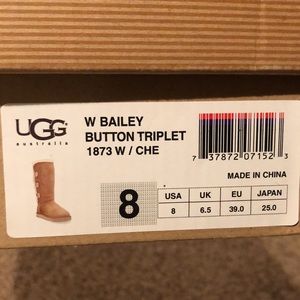 UGG
australia
W BAILEY
BUTTON TRIPLET
1873 W / CHE
7 37872 07152 3
MADE IN CHINA
8
USA UK EU JAPAN
8 6.5 39.0 25.0